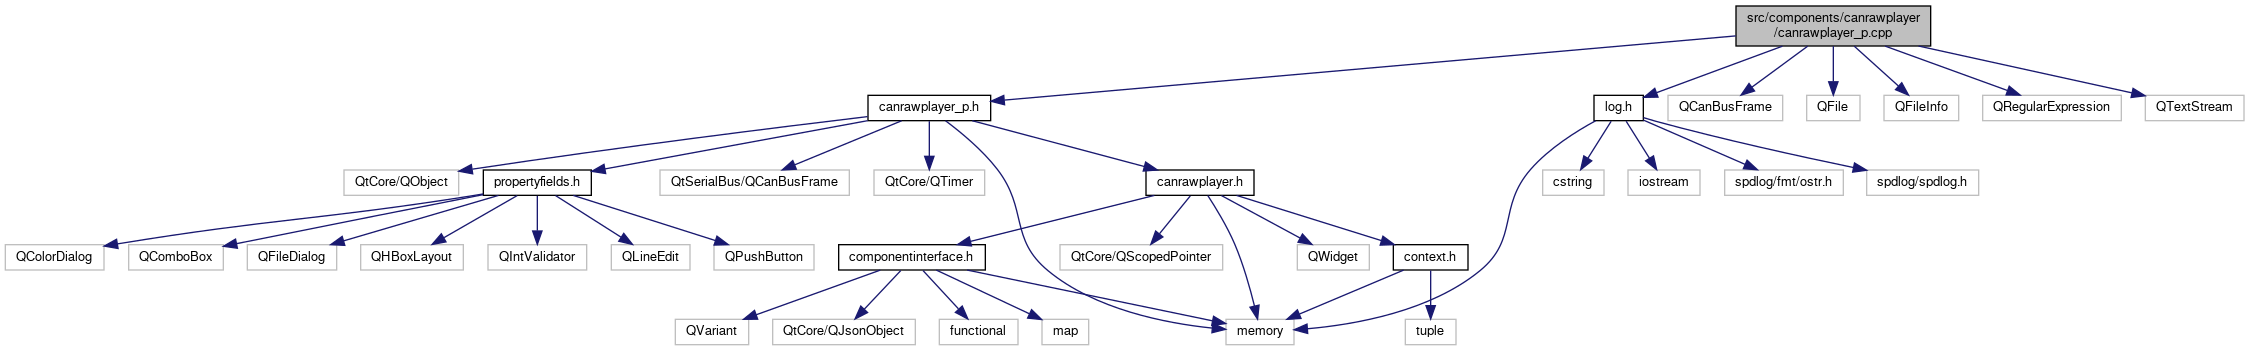 src/components/canrawplayer
/canrawplayer_p.cpp
canrawplayer_p.h
log.h
QCanBusFrame
QFile
QFileInfo
QRegularExpression
QTextStream
QtCore/QObject
propertyfields.h
QtSerialBus/QCanBusFrame
QtCore/QTimer
canrawplayer.h
cstring
iostream
spdlog/fmt/ostr.h
spdlog/spdlog.h
QColorDialog
QComboBox
QFileDialog
QHBoxLayout
QIntValidator
QLineEdit
QPushButton
componentinterface.h
QtCore/QScopedPointer
QWidget
context.h
QVariant
QtCore/QJsonObject
functional
map
memory
tuple